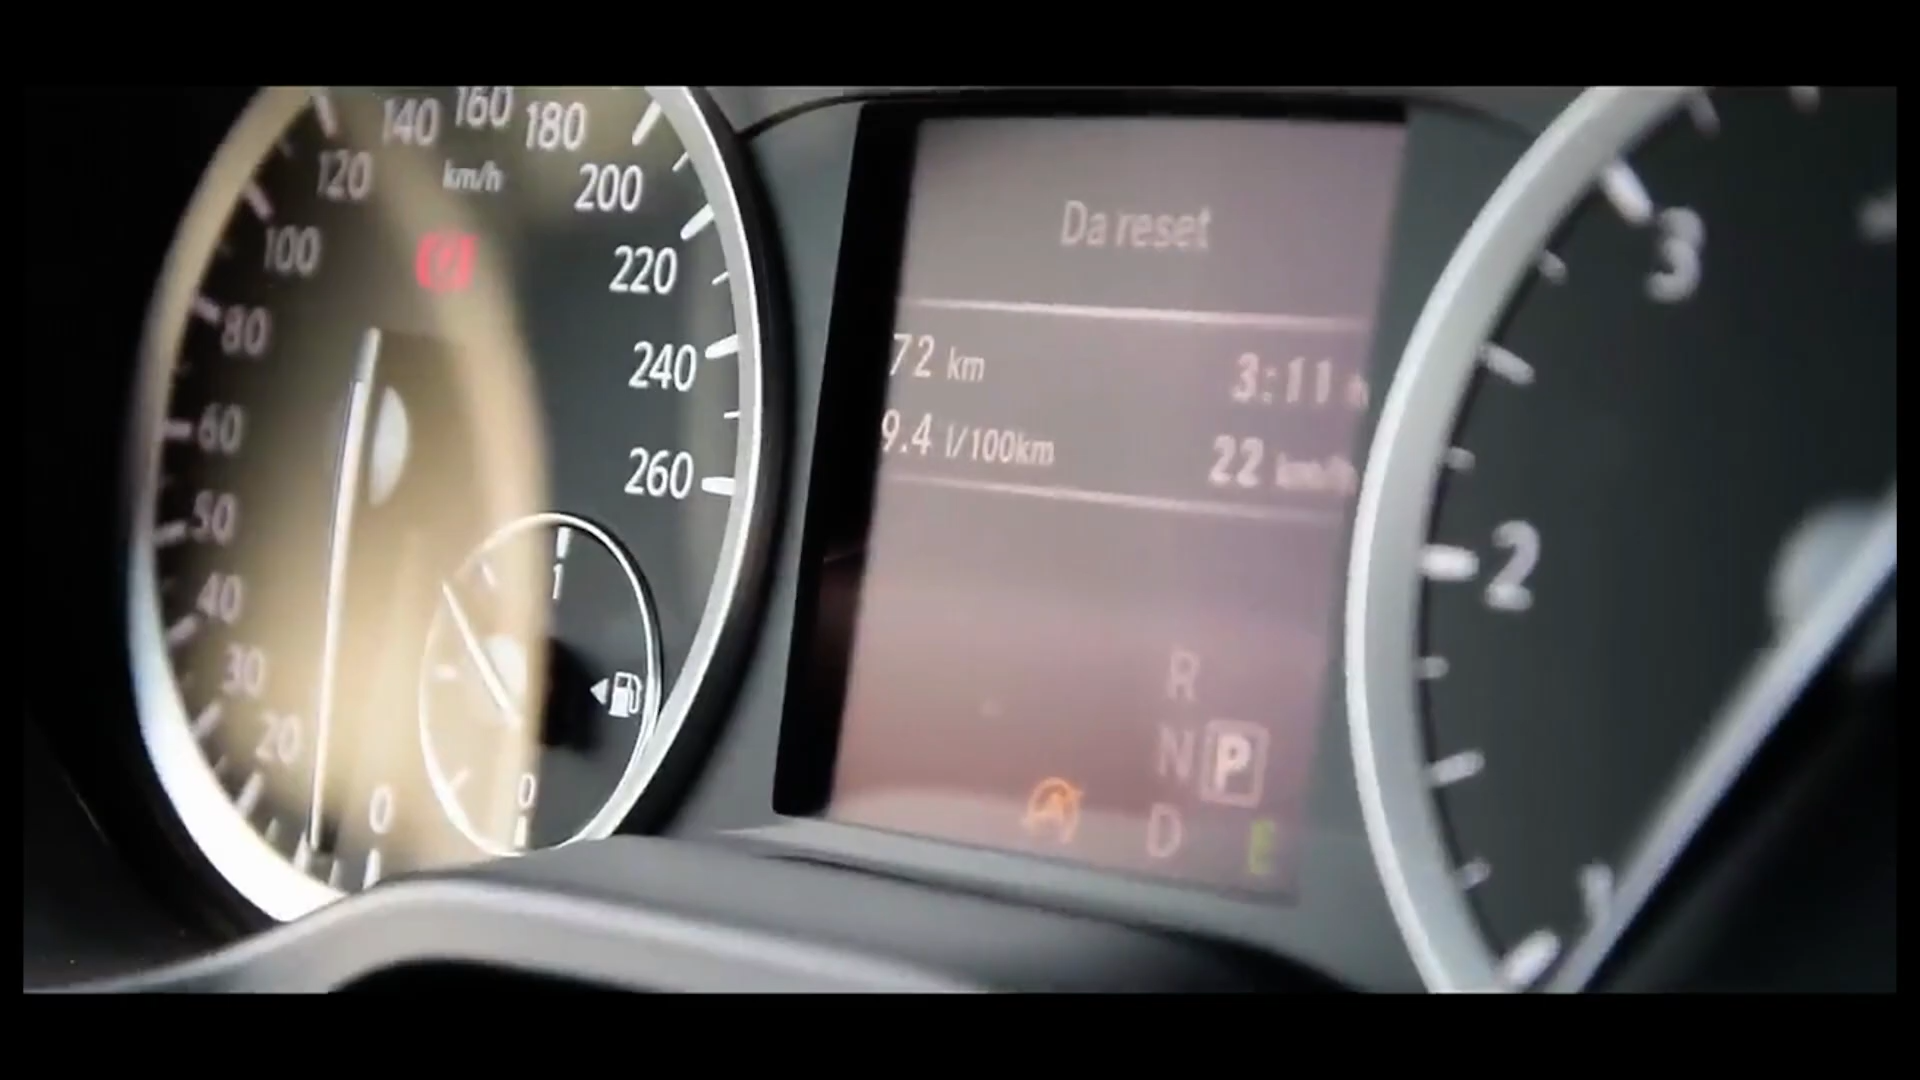 140 160 180
120 km/h 200
100 220
80 240
60 260
50
40
30
20
0
1
0
Da reset
72 km 3:11 h
9.4 l/100km 22 km/h
R
N P
D E
3
2
1